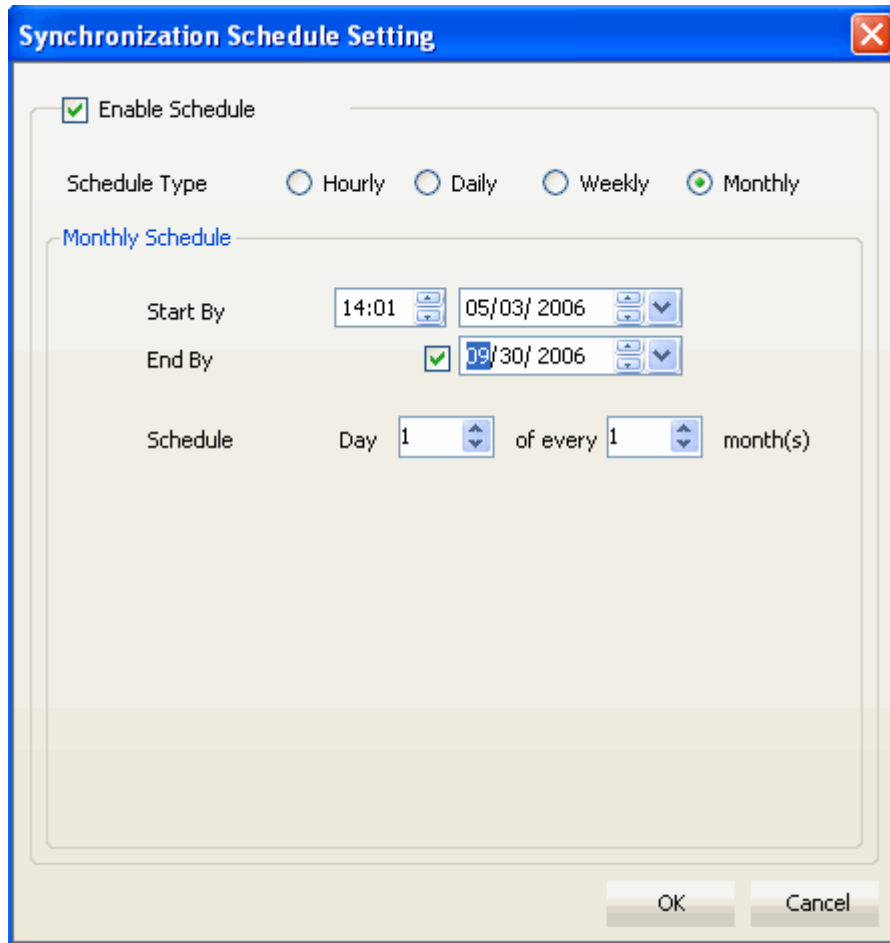 Synchronization Schedule Setting
Enable Schedule
Schedule Type Hourly Daily Weekly Monthly
Monthly Schedule
Start By 14:01 05/03/ 2006
End By 09/30/ 2006
Schedule Day 1 of every 1 month(s)
OK Cancel